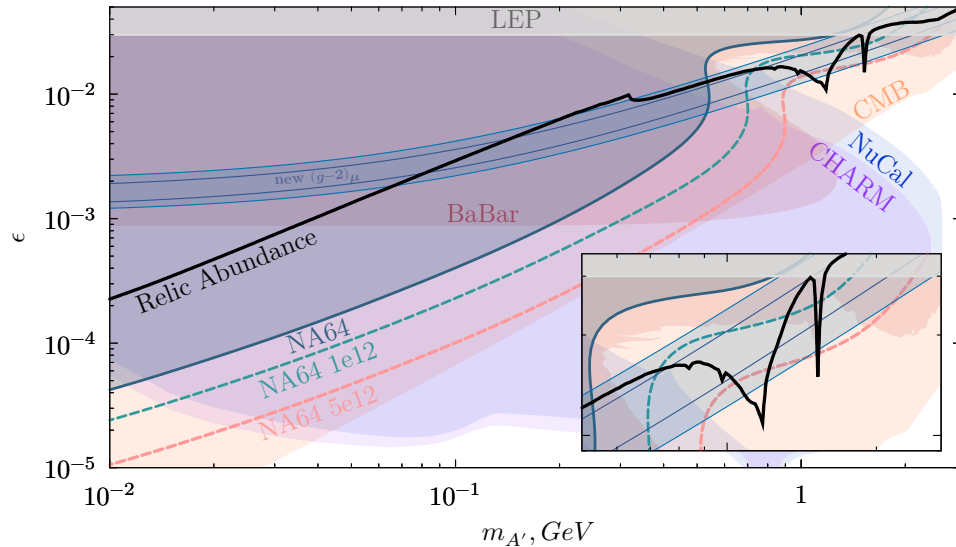 LEP
10⁻²
CMB
NuCal
CHARM
new (g−2)μ
10⁻³
BaBar
ϵ
Relic Abundance
10⁻⁴
NA64
NA64 1e12
NA64 5e12
10⁻⁵
10⁻²
10⁻¹
1
m_A′, GeV